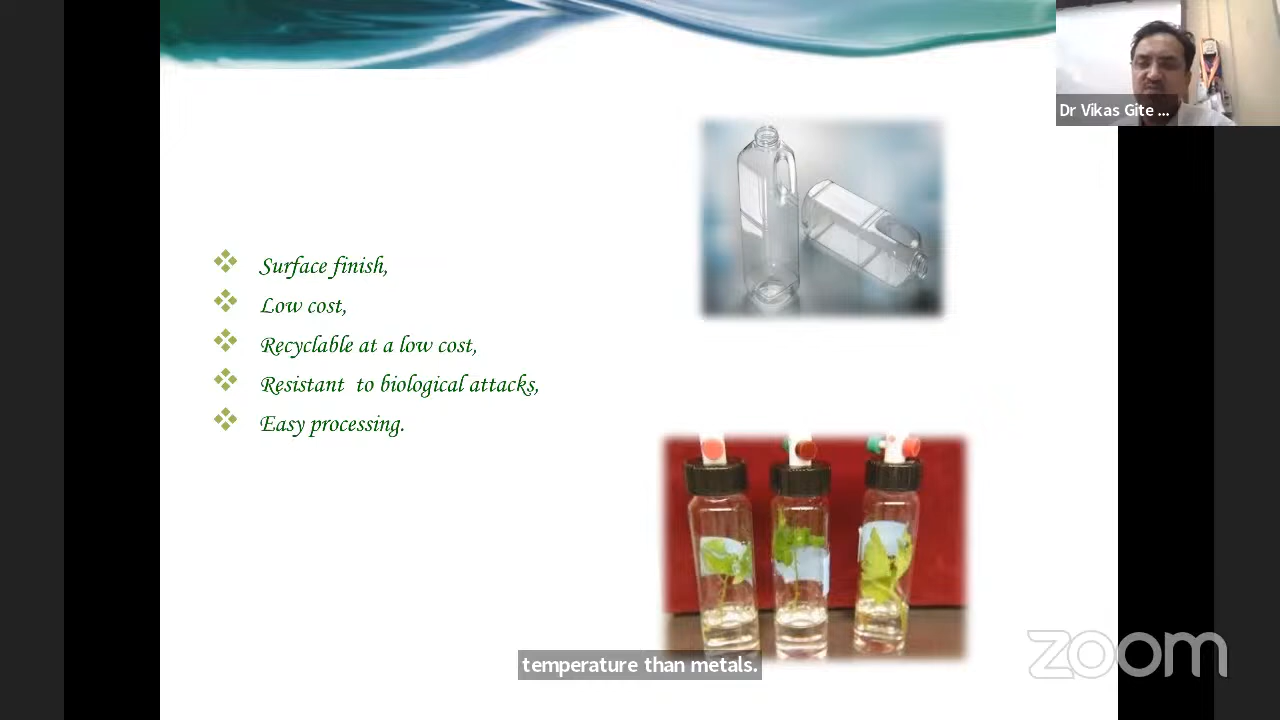 Dr Vikas Gite ...
Surface finish,
Low cost,
Recyclable at a low cost,
Resistant to biological attacks,
Easy processing.
temperature than metals.
zoom